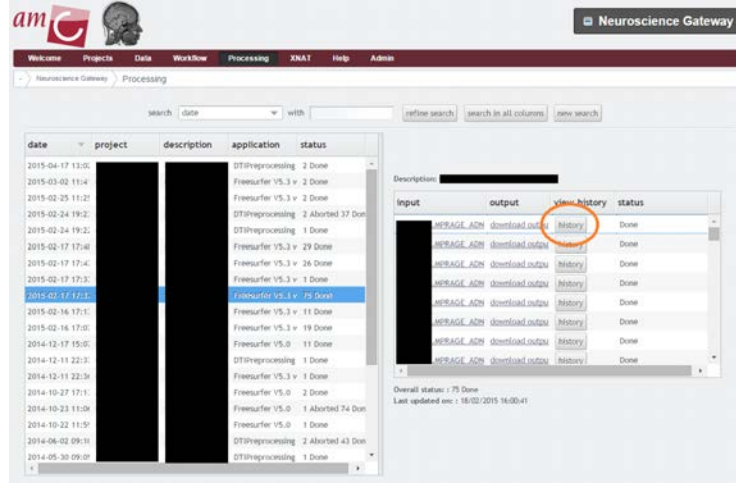 amc
Neuroscience Gateway
Welcome Projects Data Workflow Processing XNAT Help Admin
Neuroscience Gateway Processing
search date with refine search search in all columns new search
date project description application status
2015-04-17 13:0 DTIPreprocessing 2 Done
2015-03-02 11:4 Freesurfer V5.3 v 2 Done
2015-02-25 11:2 Freesurfer V5.3 v 2 Done
2015-02-24 19:2 DTIPreprocessing 2 Aborted 37 Don
2015-02-24 19:2 DTIPreprocessing 1 Done
2015-02-17 17:4 Freesurfer V5.3 v 29 Done
2015-02-17 17:4 Freesurfer V5.3 v 26 Done
2015-02-17 17:3 Freesurfer V5.3 v 1 Done
2015-02-17 17:3 Freesurfer V5.3 v 75 Done
2015-02-16 17:1 Freesurfer V5.3 v 11 Done
2015-02-16 17:0 Freesurfer V5.3 v 19 Done
2014-12-17 15:0 Freesurfer V5.0 11 Done
2014-12-11 22:3 DTIPreprocessing 1 Done
2014-12-11 22:3 Freesurfer V5.3 v 1 Done
2014-10-27 17:1 Freesurfer V5.0 2 Done
2014-10-23 11:0 Freesurfer V5.0 1 Aborted 74 Don
2014-10-22 11:5 Freesurfer V5.0 1 Done
2014-06-02 09:1 DTIPreprocessing 2 Aborted 43 Don
2014-05-30 09:0 DTIPreprocessing 1 Done
Description:
input output view history status
MPRAGE_ADN download outpu history Done
MPRAGE_ADN download outpu history Done
MPRAGE_ADN download outpu history Done
MPRAGE_ADN download outpu history Done
MPRAGE_ADN download outpu history Done
MPRAGE_ADN download outpu history Done
MPRAGE_ADN download outpu history Done
MPRAGE_ADN download outpu history Done
Overall status: : 75 Done
Last updated on: : 18/02/2015 16:00:41